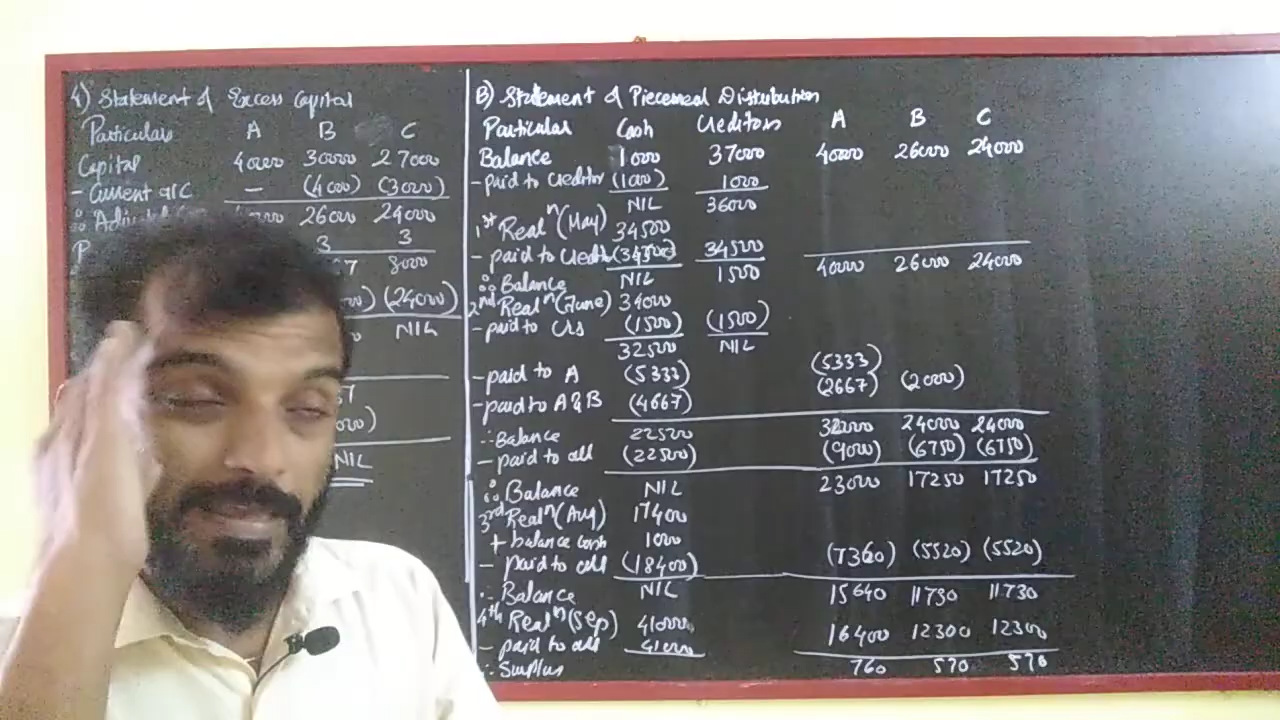 A) Statement of Excess Capital
Particulars A B C
Capital 40000 30000 27000
- Current a/c — (4000) (3000)
∴ 26000 24000
3 3
8000
(24000)
NIL
NIL
B) Statement of Piecemeal Distribution
Particular Cash Creditors A B C
Balance 1000 37000 40000 26000 24000
- paid to creditor (1000) 1000
NIL 36000
1st Realn (May) 34500
- paid to (34500) 34500
∴ Balance NIL 1500 40000 26000 24000
2nd Realn (June) 34000
- paid to Crs (1500) (1500)
32500 NIL
- paid to A (5333) (5333)
- paid to A & B (4667) (2667) (2000)
∴ Balance 22500 32000 24000 24000
- paid to all (22500) (9000) (6750) (6750)
∴ Balance NIL 23000 17250 17250
3rd Realn (Aug) 17400
+ balance cash 1000
- paid to all (18400) (7360) (5520) (5520)
∴ Balance NIL 15640 11730 11730
4th Realn (Sep) 41000
- paid to all 41000 16400 12300 12300
∴ Surplus 760 570 570